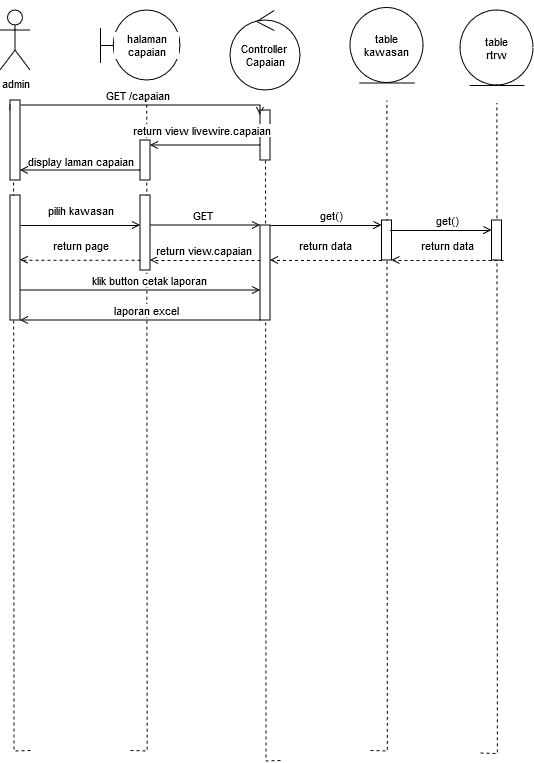 admin
halaman
capaian
Controller
Capaian
table
kawasan
table
rtrw
GET /capaian
return view livewire.capaian
display laman capaian
pilih kawasan
GET
get()
get()
return page
return view.capaian
return data
return data
klik button cetak laporan
laporan excel